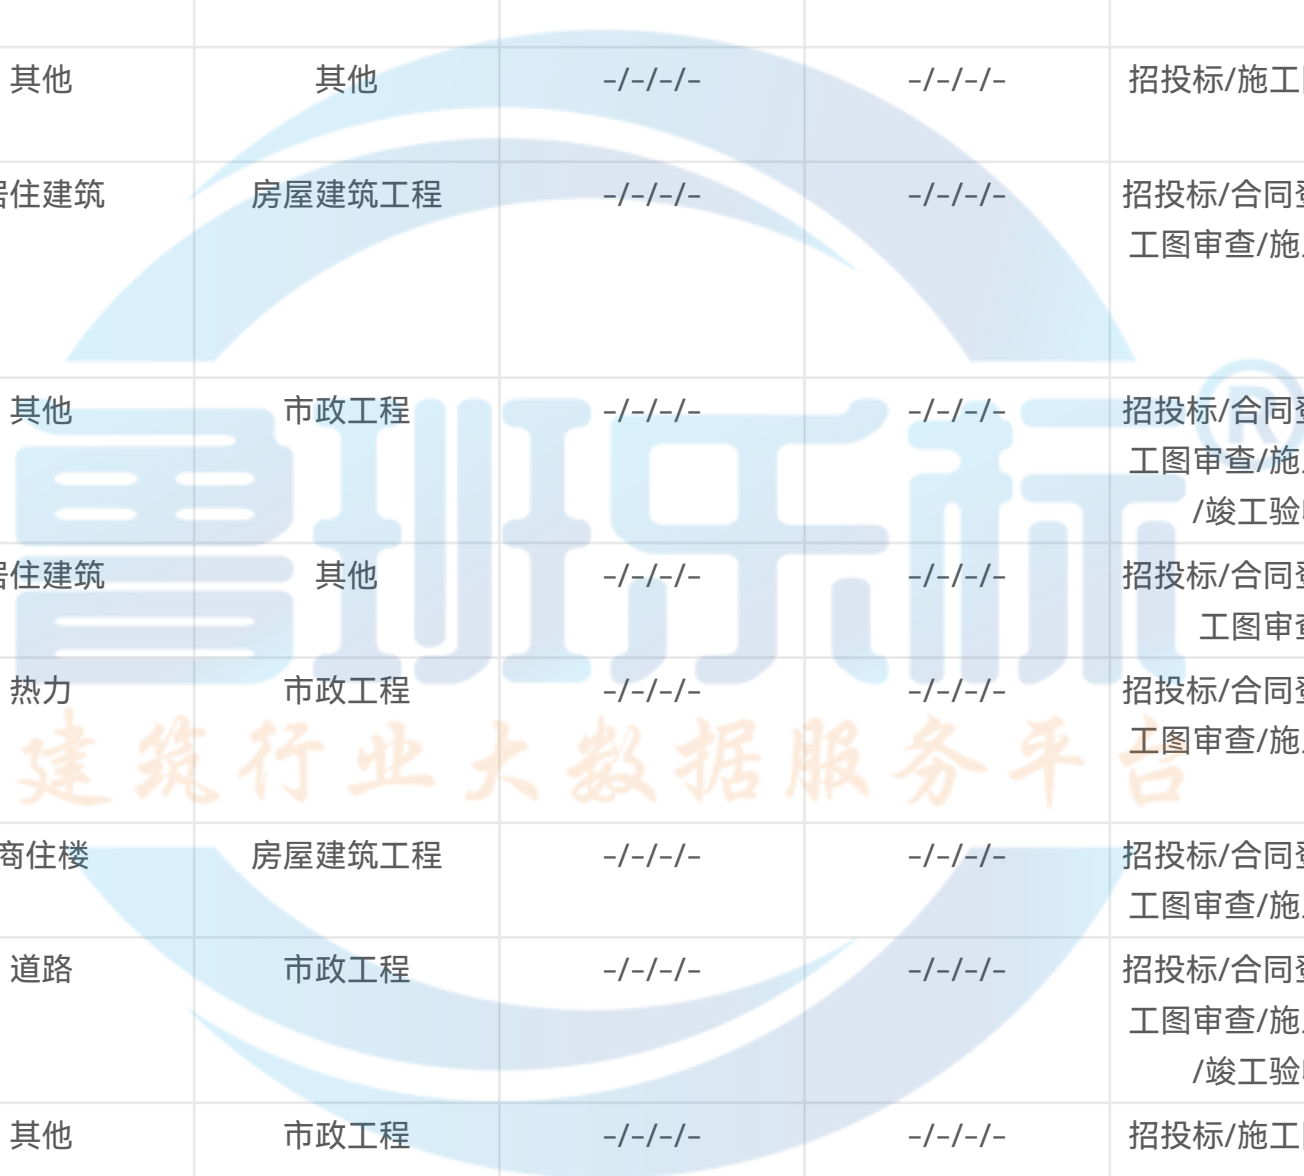 其他 其他 -/-/-/- -/-/-/- 招投标/施工
居住建筑 房屋建筑工程 -/-/-/- -/-/-/- 招投标/合同
工图审查/施
其他 市政工程 -/-/-/- -/-/-/- 招投标/合同
工图审查/施
/竣工验
居住建筑 其他 -/-/-/- -/-/-/- 招投标/合同
工图审
热力 市政工程 -/-/-/- -/-/-/- 招投标/合同
工图审查/施
商住楼 房屋建筑工程 -/-/-/- -/-/-/- 招投标/合同
工图审查/施
道路 市政工程 -/-/-/- -/-/-/- 招投标/合同
工图审查/施
/竣工验
其他 市政工程 -/-/-/- -/-/-/- 招投标/施工
鲁班乐标®
建筑行业大数据服务平台